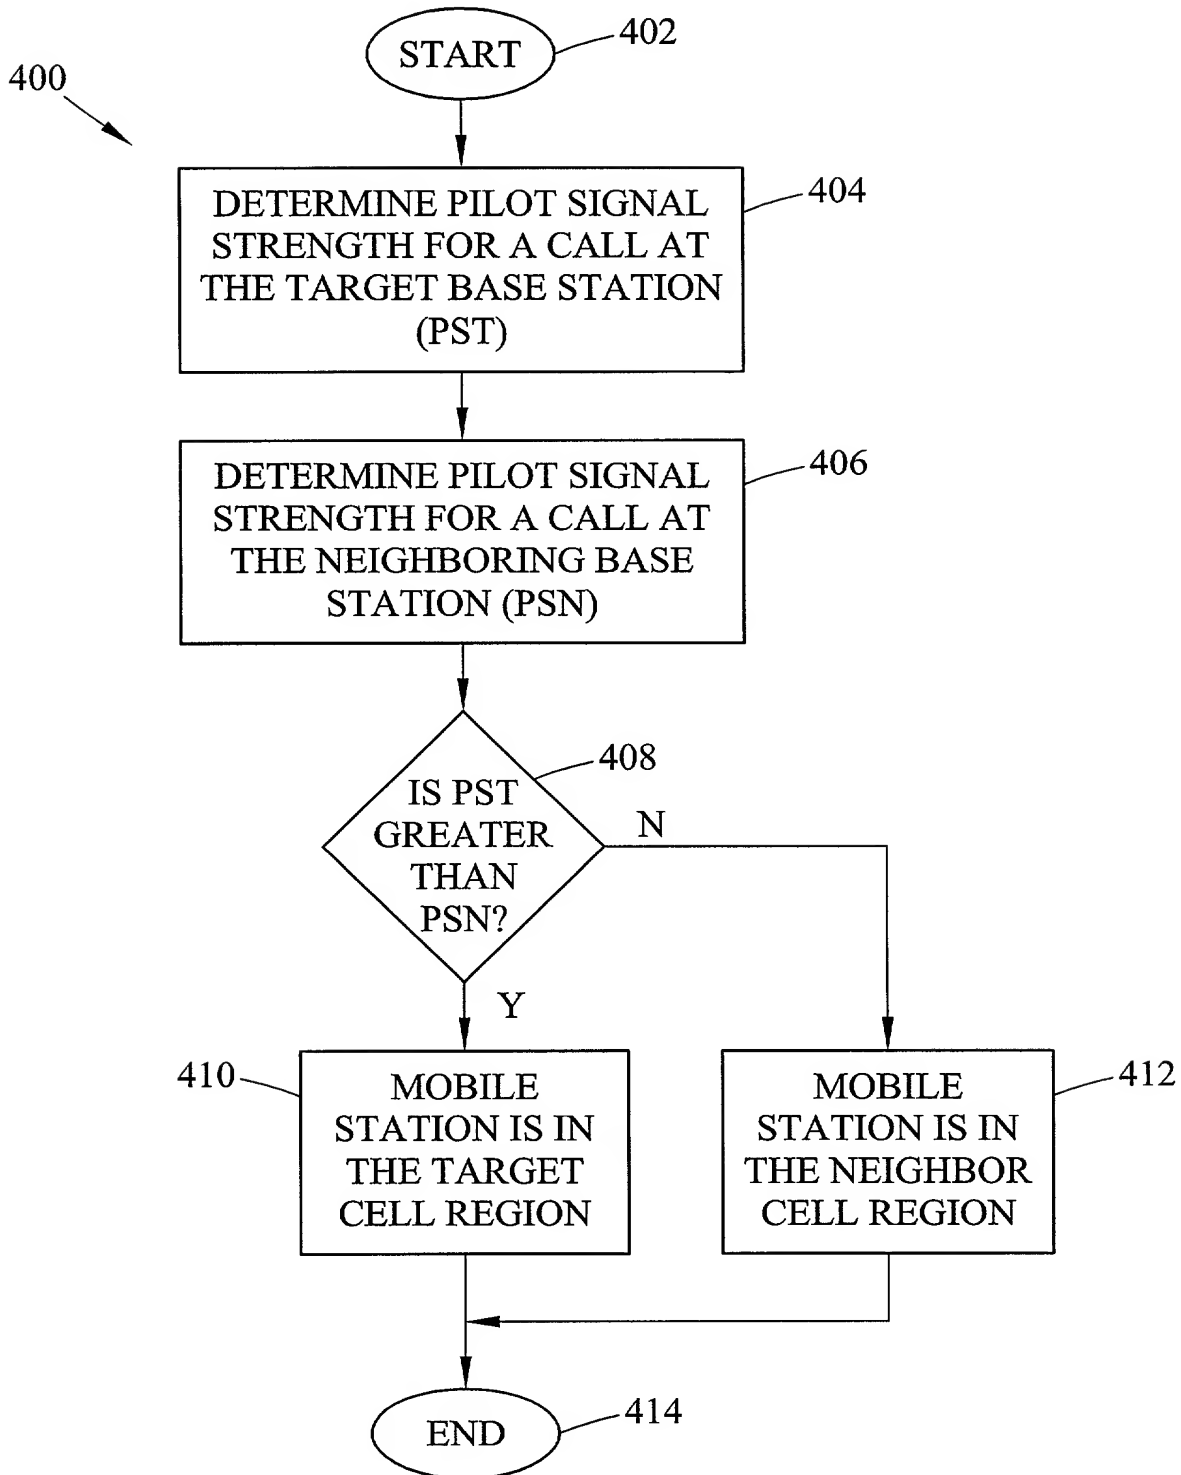 START
402
400
DETERMINE PILOT SIGNAL
STRENGTH FOR A CALL AT
THE TARGET BASE STATION
(PST)
404
DETERMINE PILOT SIGNAL
STRENGTH FOR A CALL AT
THE NEIGHBORING BASE
STATION (PSN)
406
408
IS PST
GREATER
THAN
PSN?
N
Y
410
MOBILE
STATION IS IN
THE TARGET
CELL REGION
MOBILE
STATION IS IN
THE NEIGHBOR
CELL REGION
412
END
414